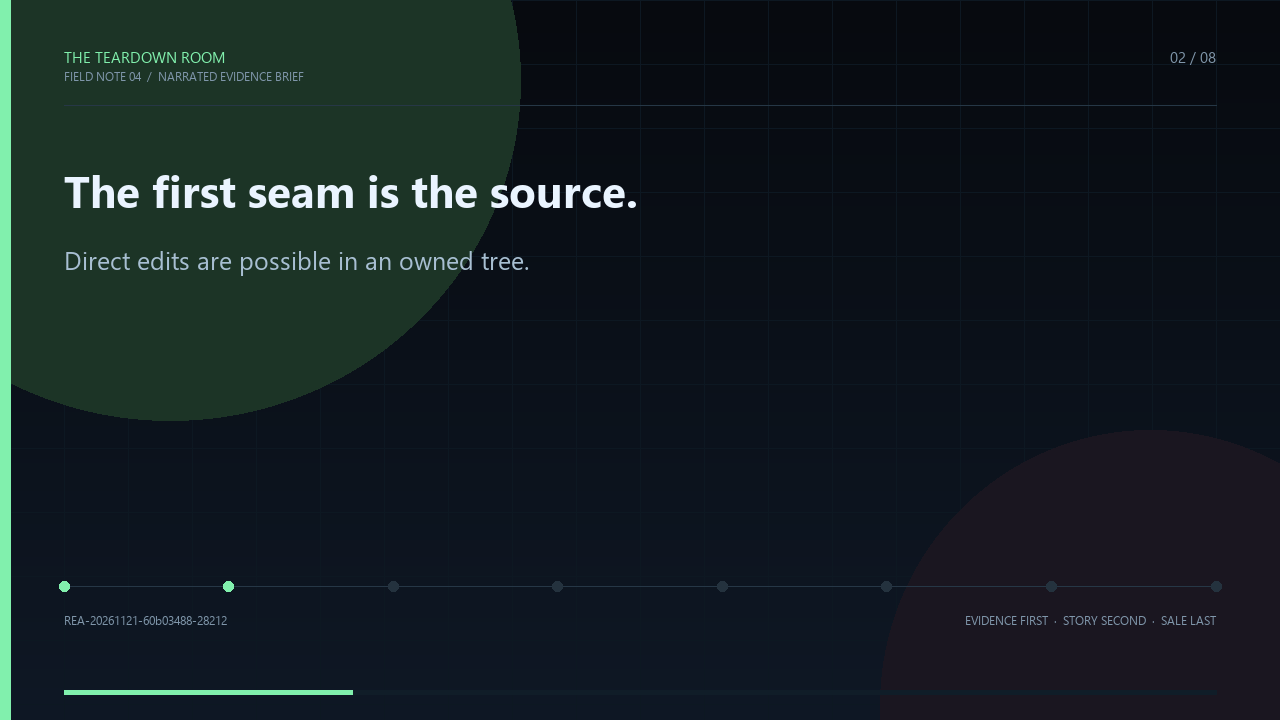 THE TEARDOWN ROOM
FIELD NOTE 04 / NARRATED EVIDENCE BRIEF
02 / 08
The first seam is the source.
Direct edits are possible in an owned tree.
REA-20261121-60b03488-28212
EVIDENCE FIRST · STORY SECOND · SALE LAST